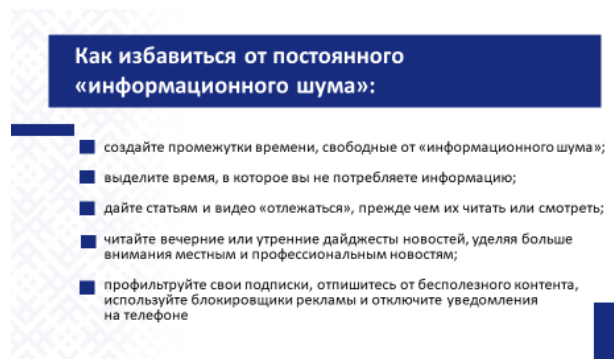 Как избавиться от постоянного
«информационного шума»:
создайте промежутки времени, свободные от «информационного шума»;
выделите время, в которое вы не потребляете информацию;
дайте статьям и видео «отлежаться», прежде чем их читать или смотреть;
читайте вечерние или утренние дайджесты новостей, уделяя больше
внимания местным и профессиональным новостям;
профильтруйте свои подписки, отпишитесь от бесполезного контента,
используйте блокировщики рекламы и отключите уведомления
на телефоне